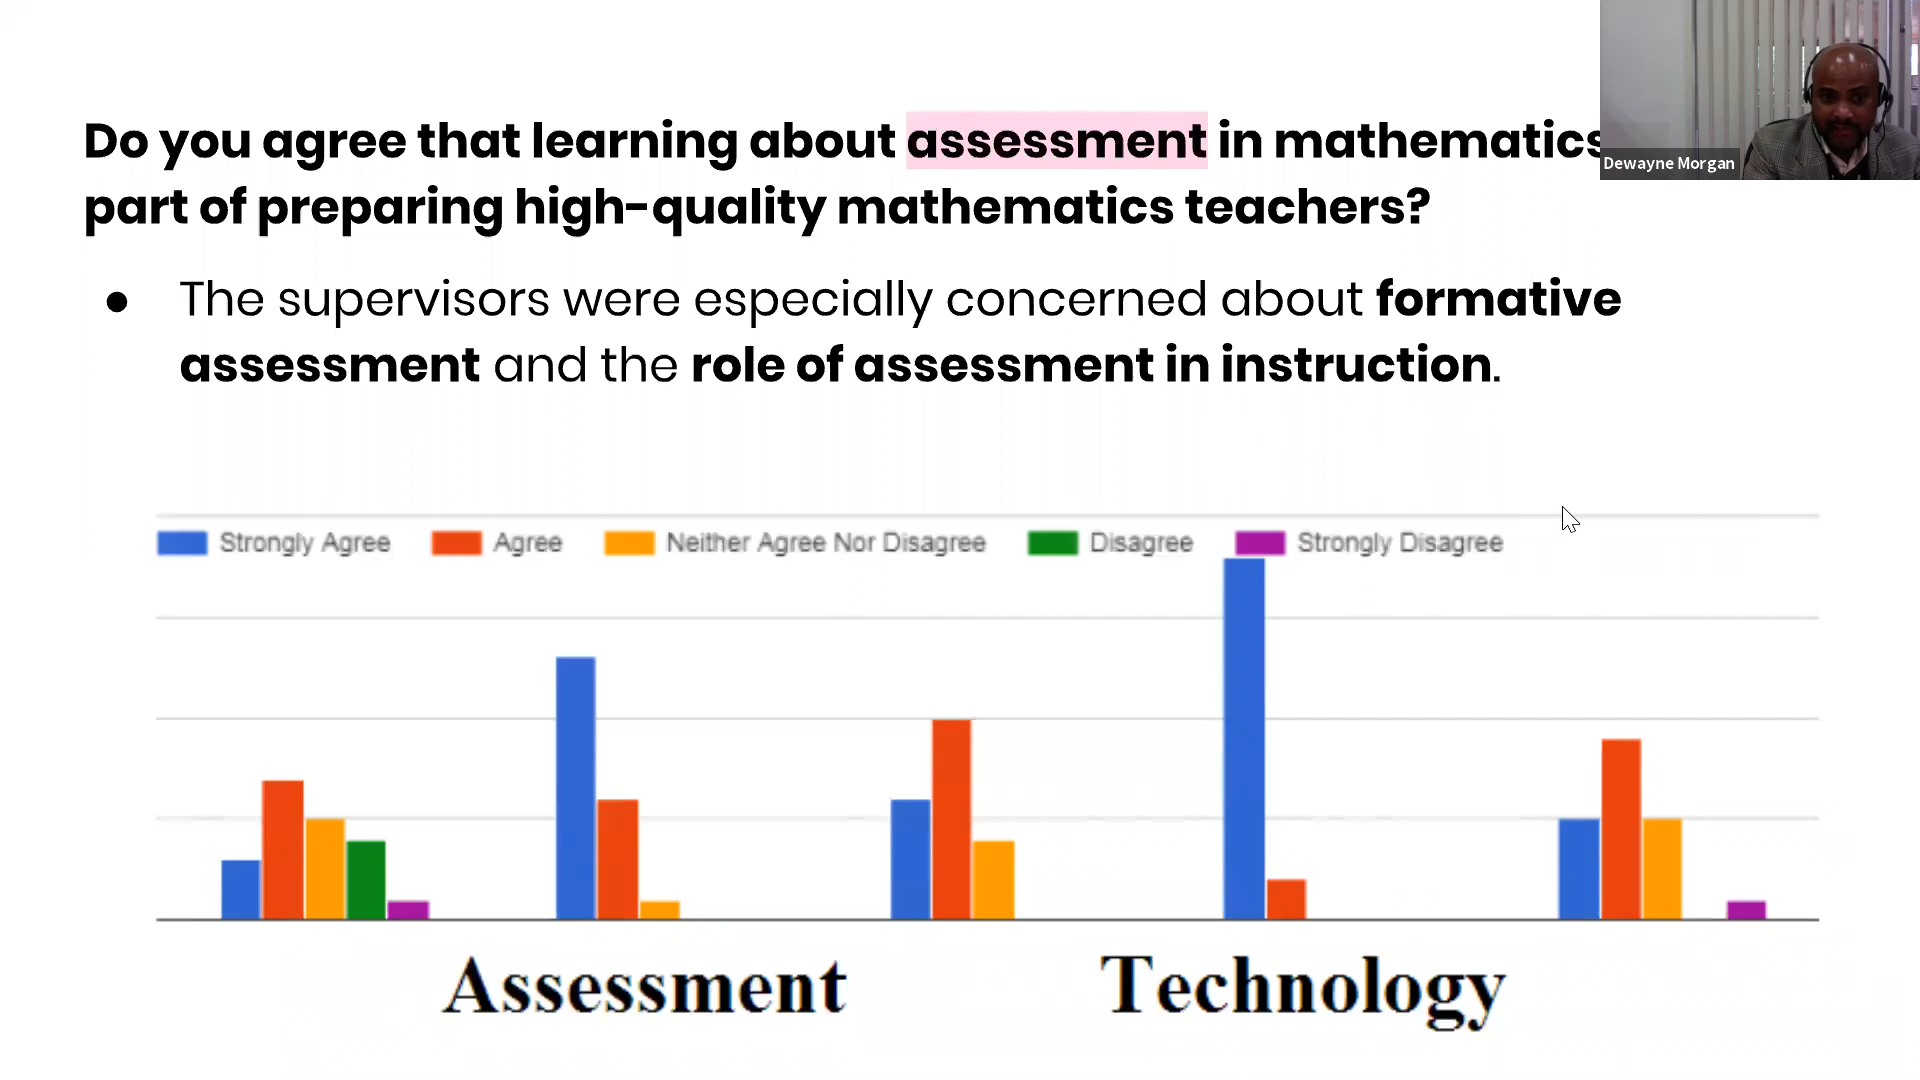 Do you agree that learning about assessment in mathematics
part of preparing high-quality mathematics teachers?
● The supervisors were especially concerned about formative
assessment and the role of assessment in instruction.
Dewayne Morgan
Strongly Agree Agree Neither Agree Nor Disagree Disagree Strongly Disagree
Assessment Technology